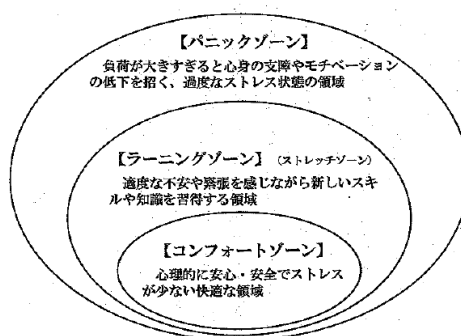 【パニックゾーン】
負荷が大きすぎると心身の支障やモチベーション
の低下を招く、過度なストレス状態の領域
【ラーニングゾーン】（ストレッチゾーン）
適度な不安や緊張を感じながら新しいスキ
ルや知識を習得する領域
【コンフォートゾーン】
心理的に安心・安全でストレス
が少ない快適な領域